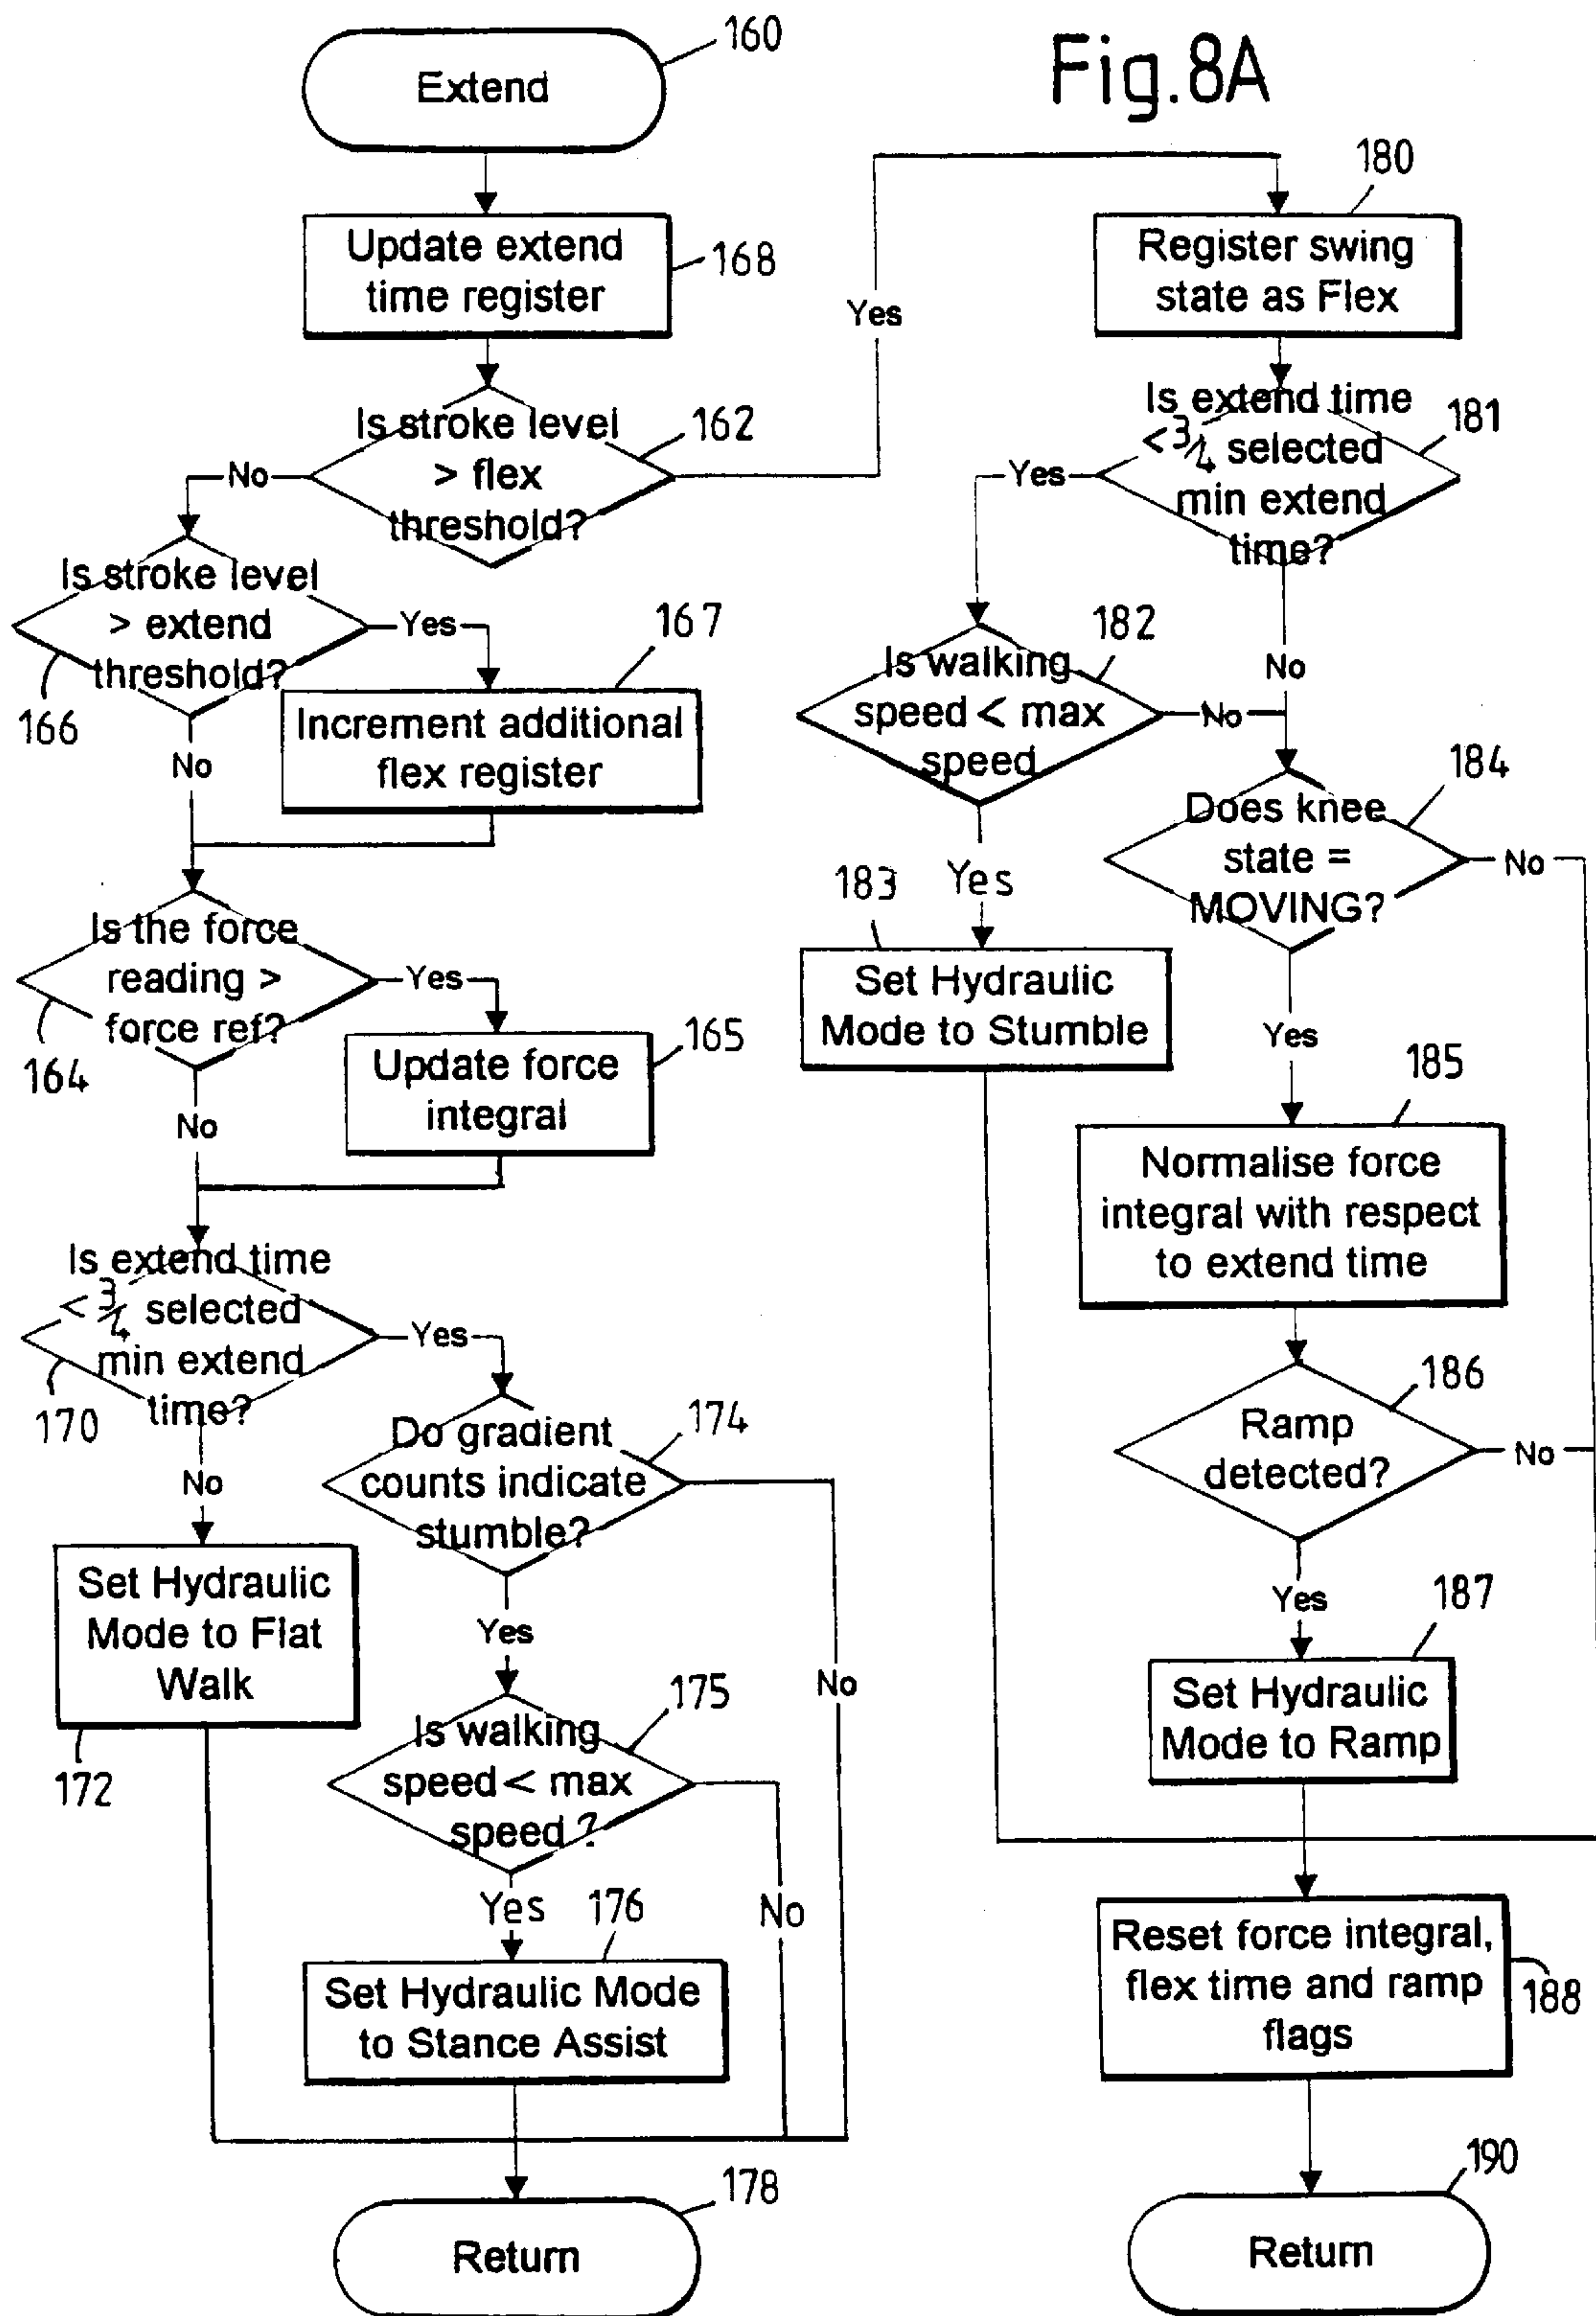 Fig.8A
Extend
160
Update extend
time register
168
Is stroke level
> flex
threshold?
162
No
Yes
Is stroke level
> extend
threshold?
166
Yes
No
Increment additional
flex register
167
Is the force
reading >
force ref?
164
Yes
No
Update force
integral
165
Is extend time
< 3/4 selected
min extend
time?
170
Yes
No
Set Hydraulic
Mode to Flat
Walk
172
Do gradient
counts indicate
stumble?
174
Yes
No
Is walking
speed < max
speed ?
175
Yes
No
Set Hydraulic Mode
to Stance Assist
176
Return
178
Register swing
state as Flex
180
Is extend time
< 3/4 selected
min extend
time?
181
Yes
No
Is walking
speed < max
speed
182
No
Yes
Set Hydraulic
Mode to Stumble
183
Does knee
state =
MOVING?
184
No
Yes
Normalise force
integral with respect
to extend time
185
Ramp
detected?
186
No
Yes
Set Hydraulic
Mode to Ramp
187
Reset force integral,
flex time and ramp
flags
188
Return
190